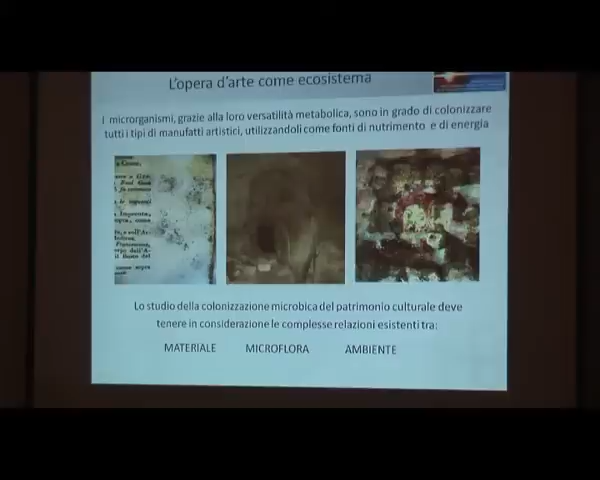 L'opera d'arte come ecosistema
I microrganismi, grazie alla loro versatilità metabolica, sono in grado di colonizzare
tutti i tipi di manufatti artistici, utilizzandoli come fonti di nutrimento e di energia
Lo studio della colonizzazione microbica del patrimonio culturale deve
tenere in considerazione le complesse relazioni esistenti tra:
MATERIALE MICROFLORA AMBIENTE